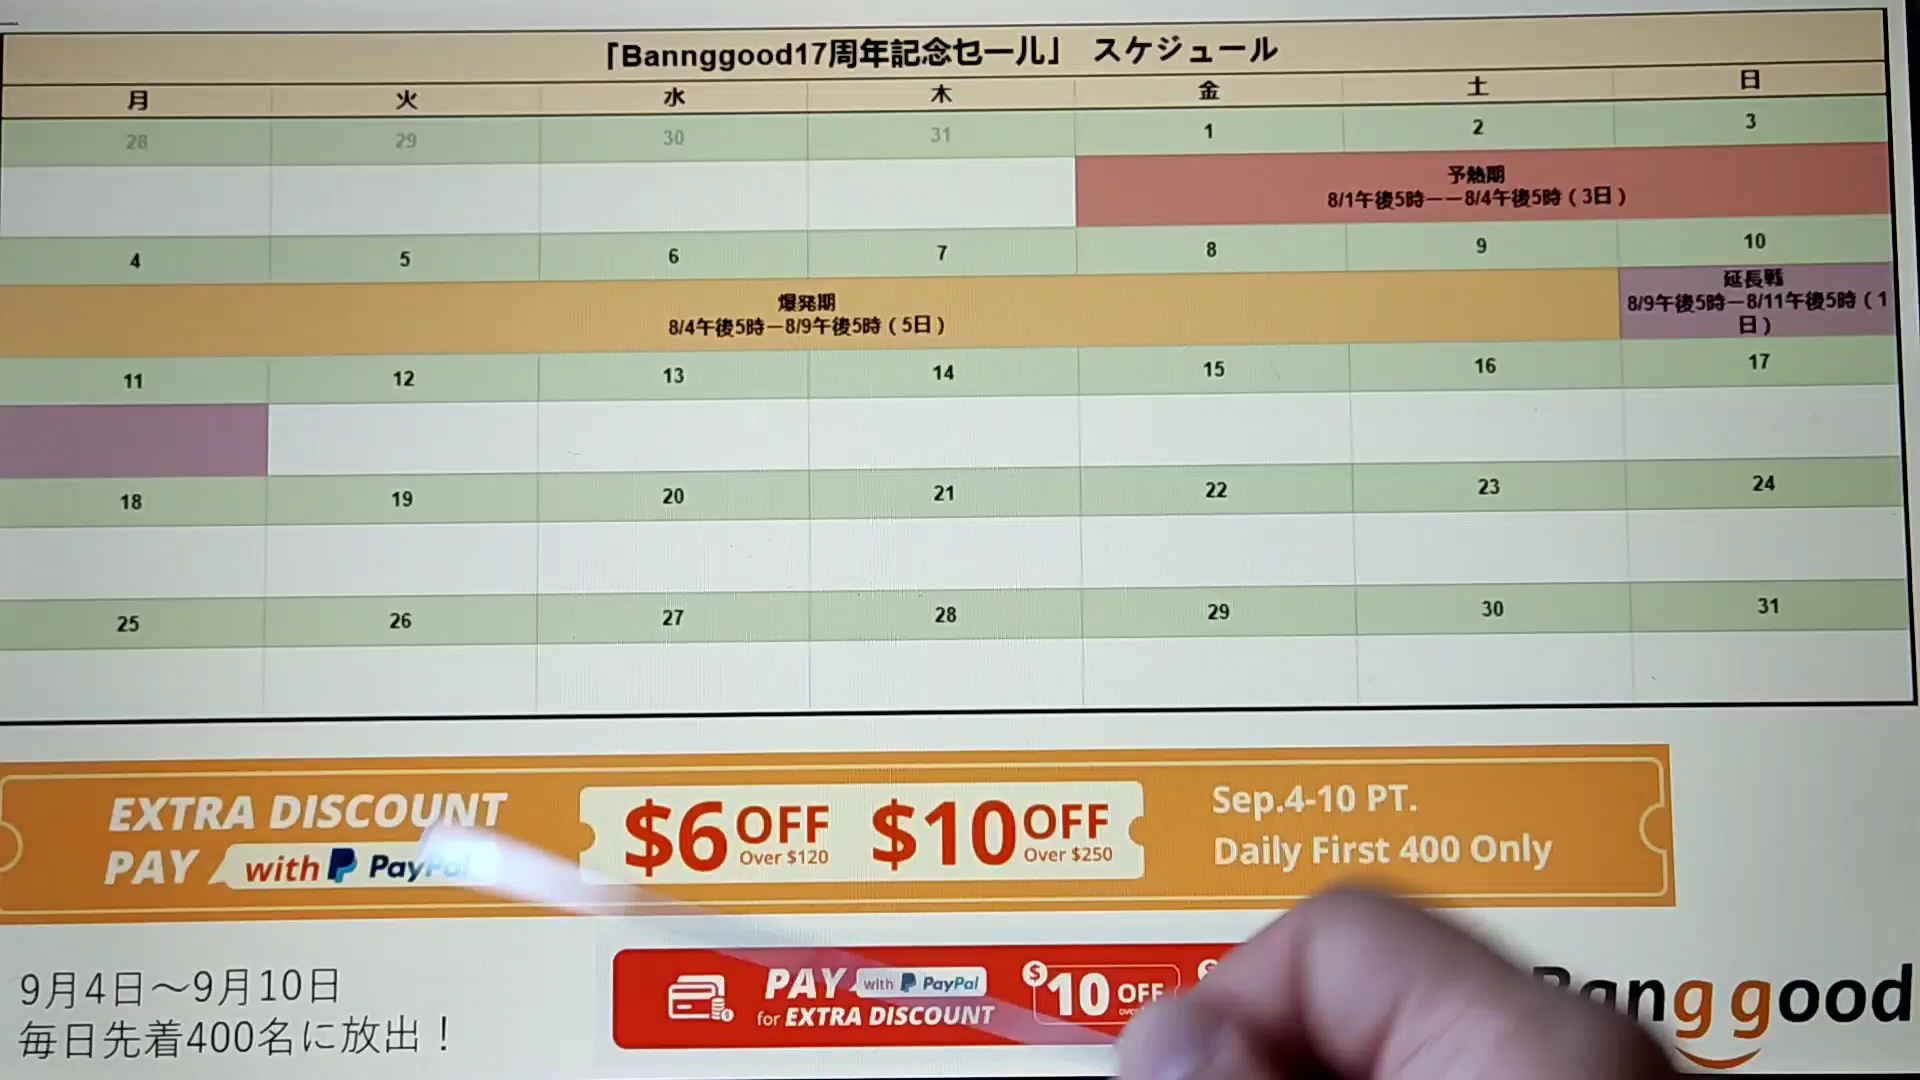 「Bannggood17周年記念セール」 スケジュール
月 火 水 木 金 土 日
28 29 30 31 1 2 3
予熱期
8/1午後5時－－8/4午後5時（3日）
4 5 6 7 8 9 10
爆発期
8/4午後5時－8/9午後5時（5日）
延長戦
8/9午後5時－8/11午後5時（1
日）
11 12 13 14 15 16 17
18 19 20 21 22 23 24
25 26 27 28 29 30 31
EXTRA DISCOUNT
PAY with PayPal
$6 OFF
Over $120
$10 OFF
Over $250
Sep.4-10 PT.
Daily First 400 Only
9月4日～9月10日
毎日先着400名に放出！
PAY with PayPal
for EXTRA DISCOUNT
$10 OFF
Banggood